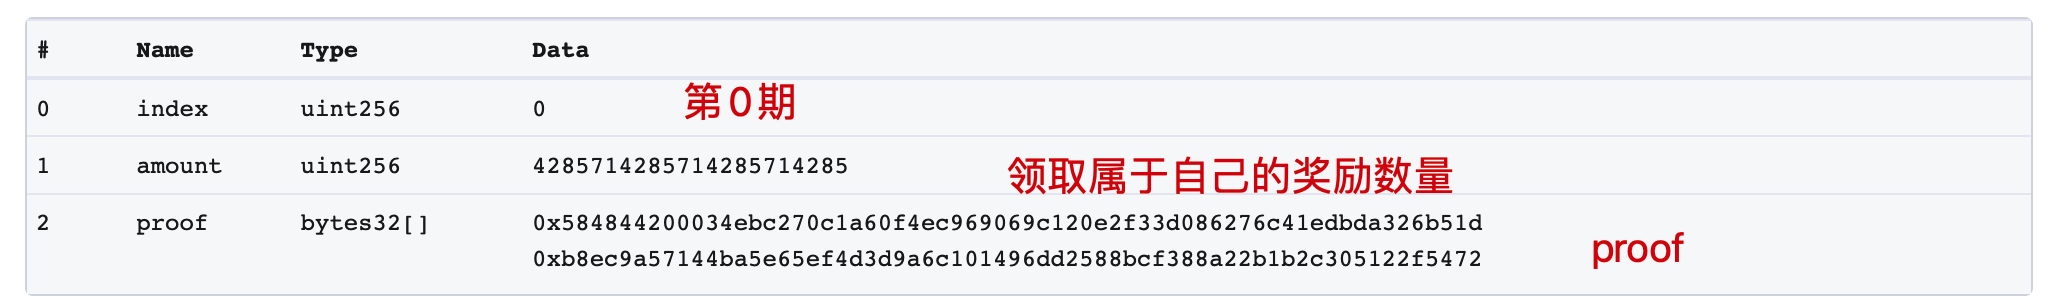 # Name Type Data
0 index uint256 0 第0期
1 amount uint256 4285714285714285714285 领取属于自己的奖励数量
2 proof bytes32[] 0x584844200034ebc270c1a60f4ec969069c120e2f33d086276c41edbda326b51d
0xb8ec9a57144ba5e65ef4d3d9a6c101496dd2588bcf388a22b1b2c305122f5472 proof